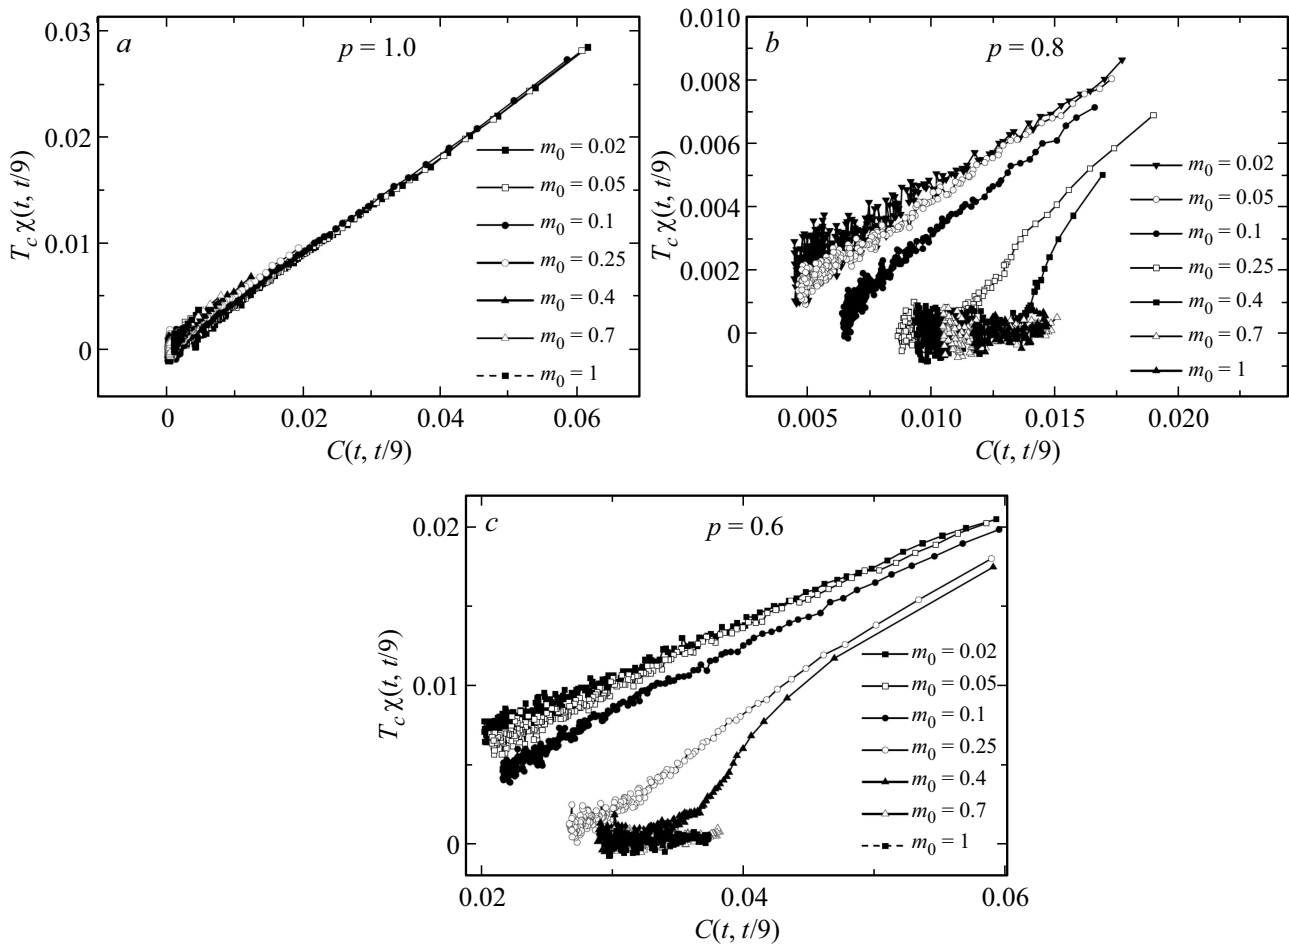 a
p = 1.0
0.03
0.02
0.01
0
T_c χ(t, t/9)
m_0 = 0.02
m_0 = 0.05
m_0 = 0.1
m_0 = 0.25
m_0 = 0.4
m_0 = 0.7
m_0 = 1
0
0.02
0.04
0.06
C(t, t/9)
b
p = 0.8
0.010
0.008
0.006
0.004
0.002
0.000
0
T_c χ(t, t/9)
m_0 = 0.02
m_0 = 0.05
m_0 = 0.1
m_0 = 0.25
m_0 = 0.4
m_0 = 0.7
m_0 = 1
0.005
0.010
0.015
0.020
C(t, t/9)
c
p = 0.6
0.02
0.01
0
T_c χ(t, t/9)
m_0 = 0.02
m_0 = 0.05
m_0 = 0.1
m_0 = 0.25
m_0 = 0.4
m_0 = 0.7
m_0 = 1
0.02
0.04
0.06
C(t, t/9)